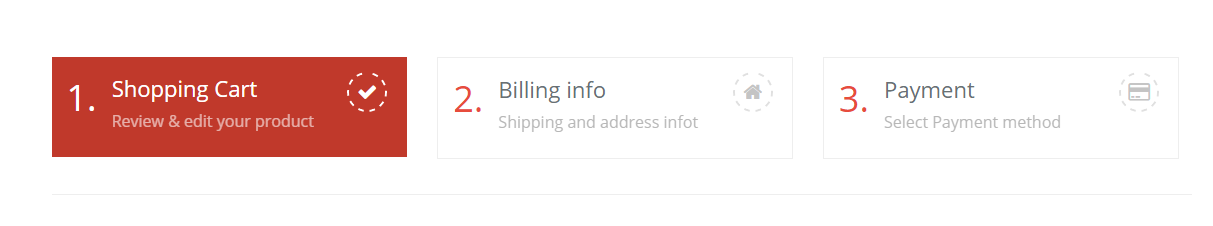 1. Shopping Cart
Review & edit your product
2. Billing info
Shipping and address infot
3. Payment
Select Payment method